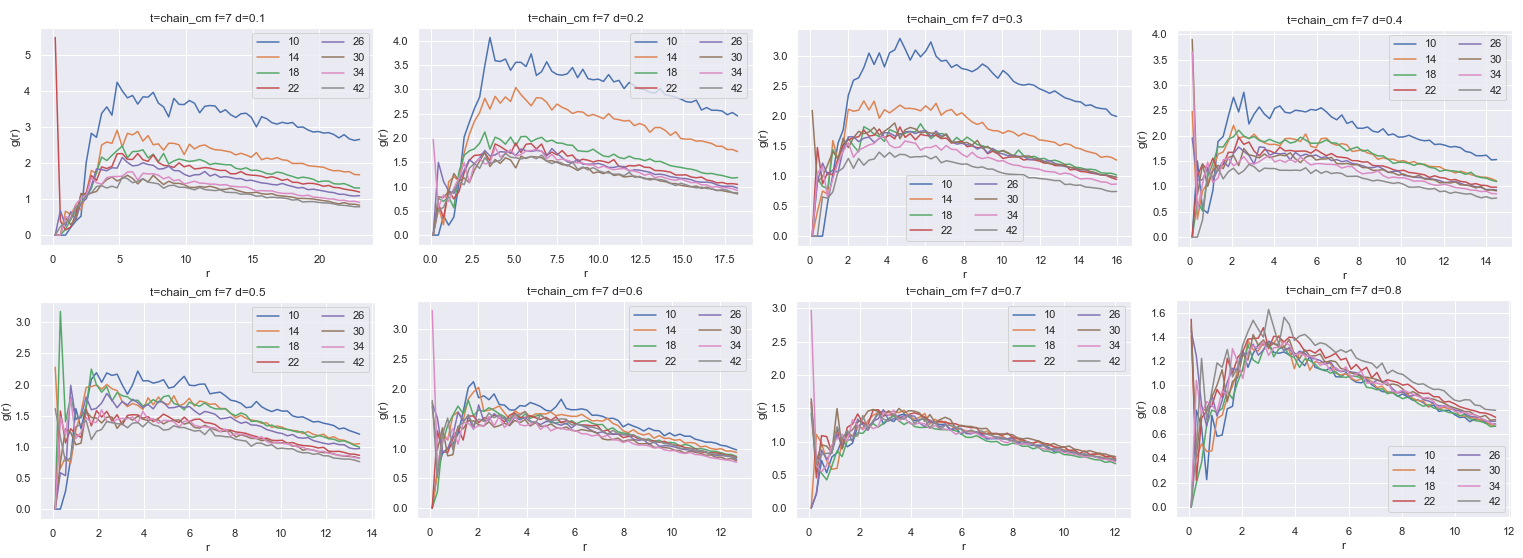 t=chain_cm f=7 d=0.1
g(r)
5
4
3
2
1
0
10 26
14 30
18 34
22 42
0 5 10 15 20
r
t=chain_cm f=7 d=0.2
g(r)
4.0
3.5
3.0
2.5
2.0
1.5
1.0
0.5
0.0
10 26
14 30
18 34
22 42
0.0 2.5 5.0 7.5 10.0 12.5 15.0 17.5
r
t=chain_cm f=7 d=0.3
g(r)
3.0
2.5
2.0
1.5
1.0
0.5
0.0
10 26
14 30
18 34
22 42
0 2 4 6 8 10 12 14 16
r
t=chain_cm f=7 d=0.4
g(r)
4.0
3.5
3.0
2.5
2.0
1.5
1.0
0.5
0.0
10 26
14 30
18 34
22 42
0 2 4 6 8 10 12 14
r
t=chain_cm f=7 d=0.5
g(r)
3.0
2.5
2.0
1.5
1.0
0.5
0.0
10 26
14 30
18 34
22 42
0 2 4 6 8 10 12 14
r
t=chain_cm f=7 d=0.6
g(r)
3.0
2.5
2.0
1.5
1.0
0.5
0.0
10 26
14 30
18 34
22 42
0 2 4 6 8 10 12
r
t=chain_cm f=7 d=0.7
g(r)
3.0
2.5
2.0
1.5
1.0
0.5
0.0
10 26
14 30
18 34
22 42
0 2 4 6 8 10 12
r
t=chain_cm f=7 d=0.8
g(r)
1.6
1.4
1.2
1.0
0.8
0.6
0.4
0.2
0.0
10 26
14 30
18 34
22 42
0 2 4 6 8 10 12
r